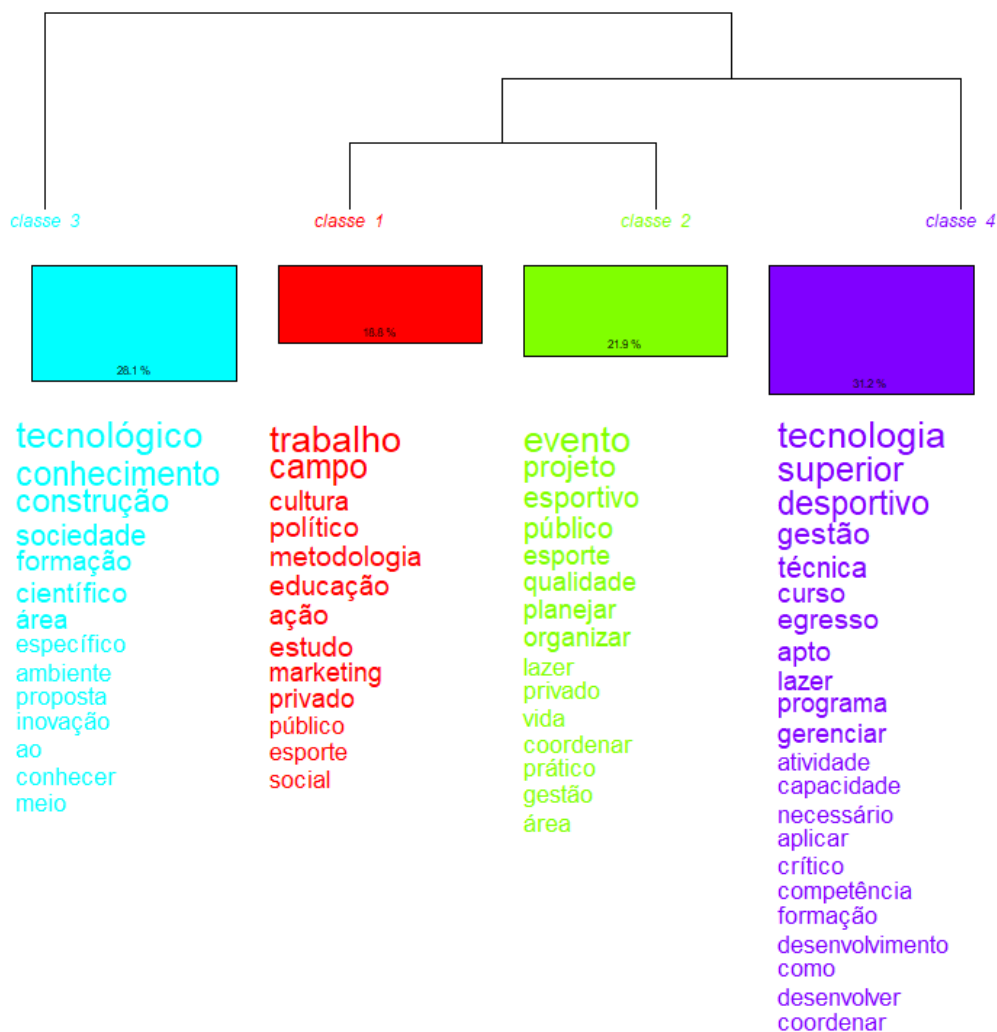 classe 3
classe 1
classe 2
classe 4
28.1 %
18.8 %
21.9 %
31.2 %
tecnológico
conhecimento
construção
sociedade
formação
científico
área
específico
ambiente
proposta
inovação
ao
conhecer
meio
trabalho
campo
cultura
político
metodologia
educação
ação
estudo
marketing
privado
público
esporte
social
evento
projeto
esportivo
público
esporte
qualidade
planejar
organizar
lazer
privado
vida
coordenar
prático
gestão
área
tecnologia
superior
desportivo
gestão
técnica
curso
egresso
apto
lazer
programa
gerenciar
atividade
capacidade
necessário
aplicar
crítico
competência
formação
desenvolvimento
como
desenvolver
coordenar